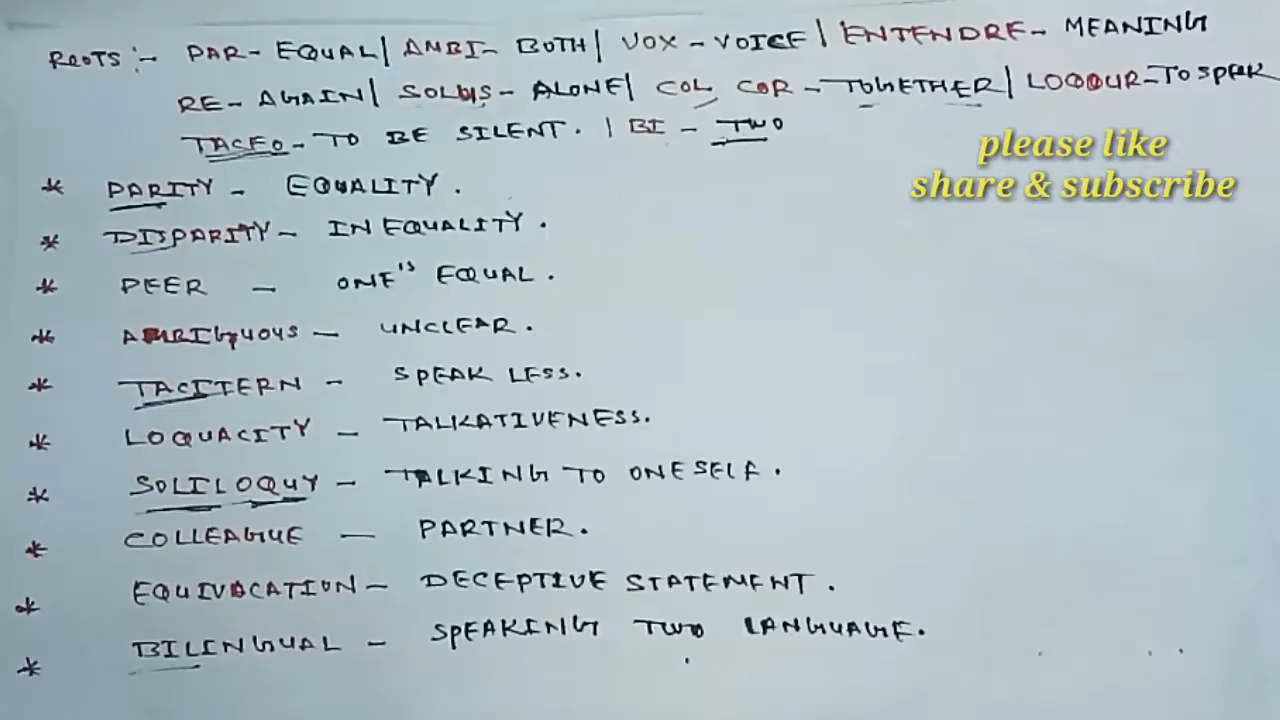 ROOTS :- PAR - EQUAL | AMBI - BOTH | VOX - VOICE | ENTENDRE - MEANING
RE - AGAIN | SOLUS - ALONE | COL, COR - TOGETHER | LOQUUR - TO SPEAK
TACEO - TO BE SILENT. | BI - TWO
please like
share & subscribe
* PARITY - EQUALITY.
* DISPARITY - INEQUALITY.
* PEER - ONE'S EQUAL.
* AMBIGUOUS - UNCLEAR.
* TACITERN - SPEAK LESS.
* LOQUACITY - TALKATIVENESS.
* SOLILOQUY - TALKING TO ONESELF.
* COLLEAGUE - PARTNER.
* EQUIVOCATION - DECEPTIVE STATEMENT.
* BILINGUAL - SPEAKING TWO LANGUAGE.